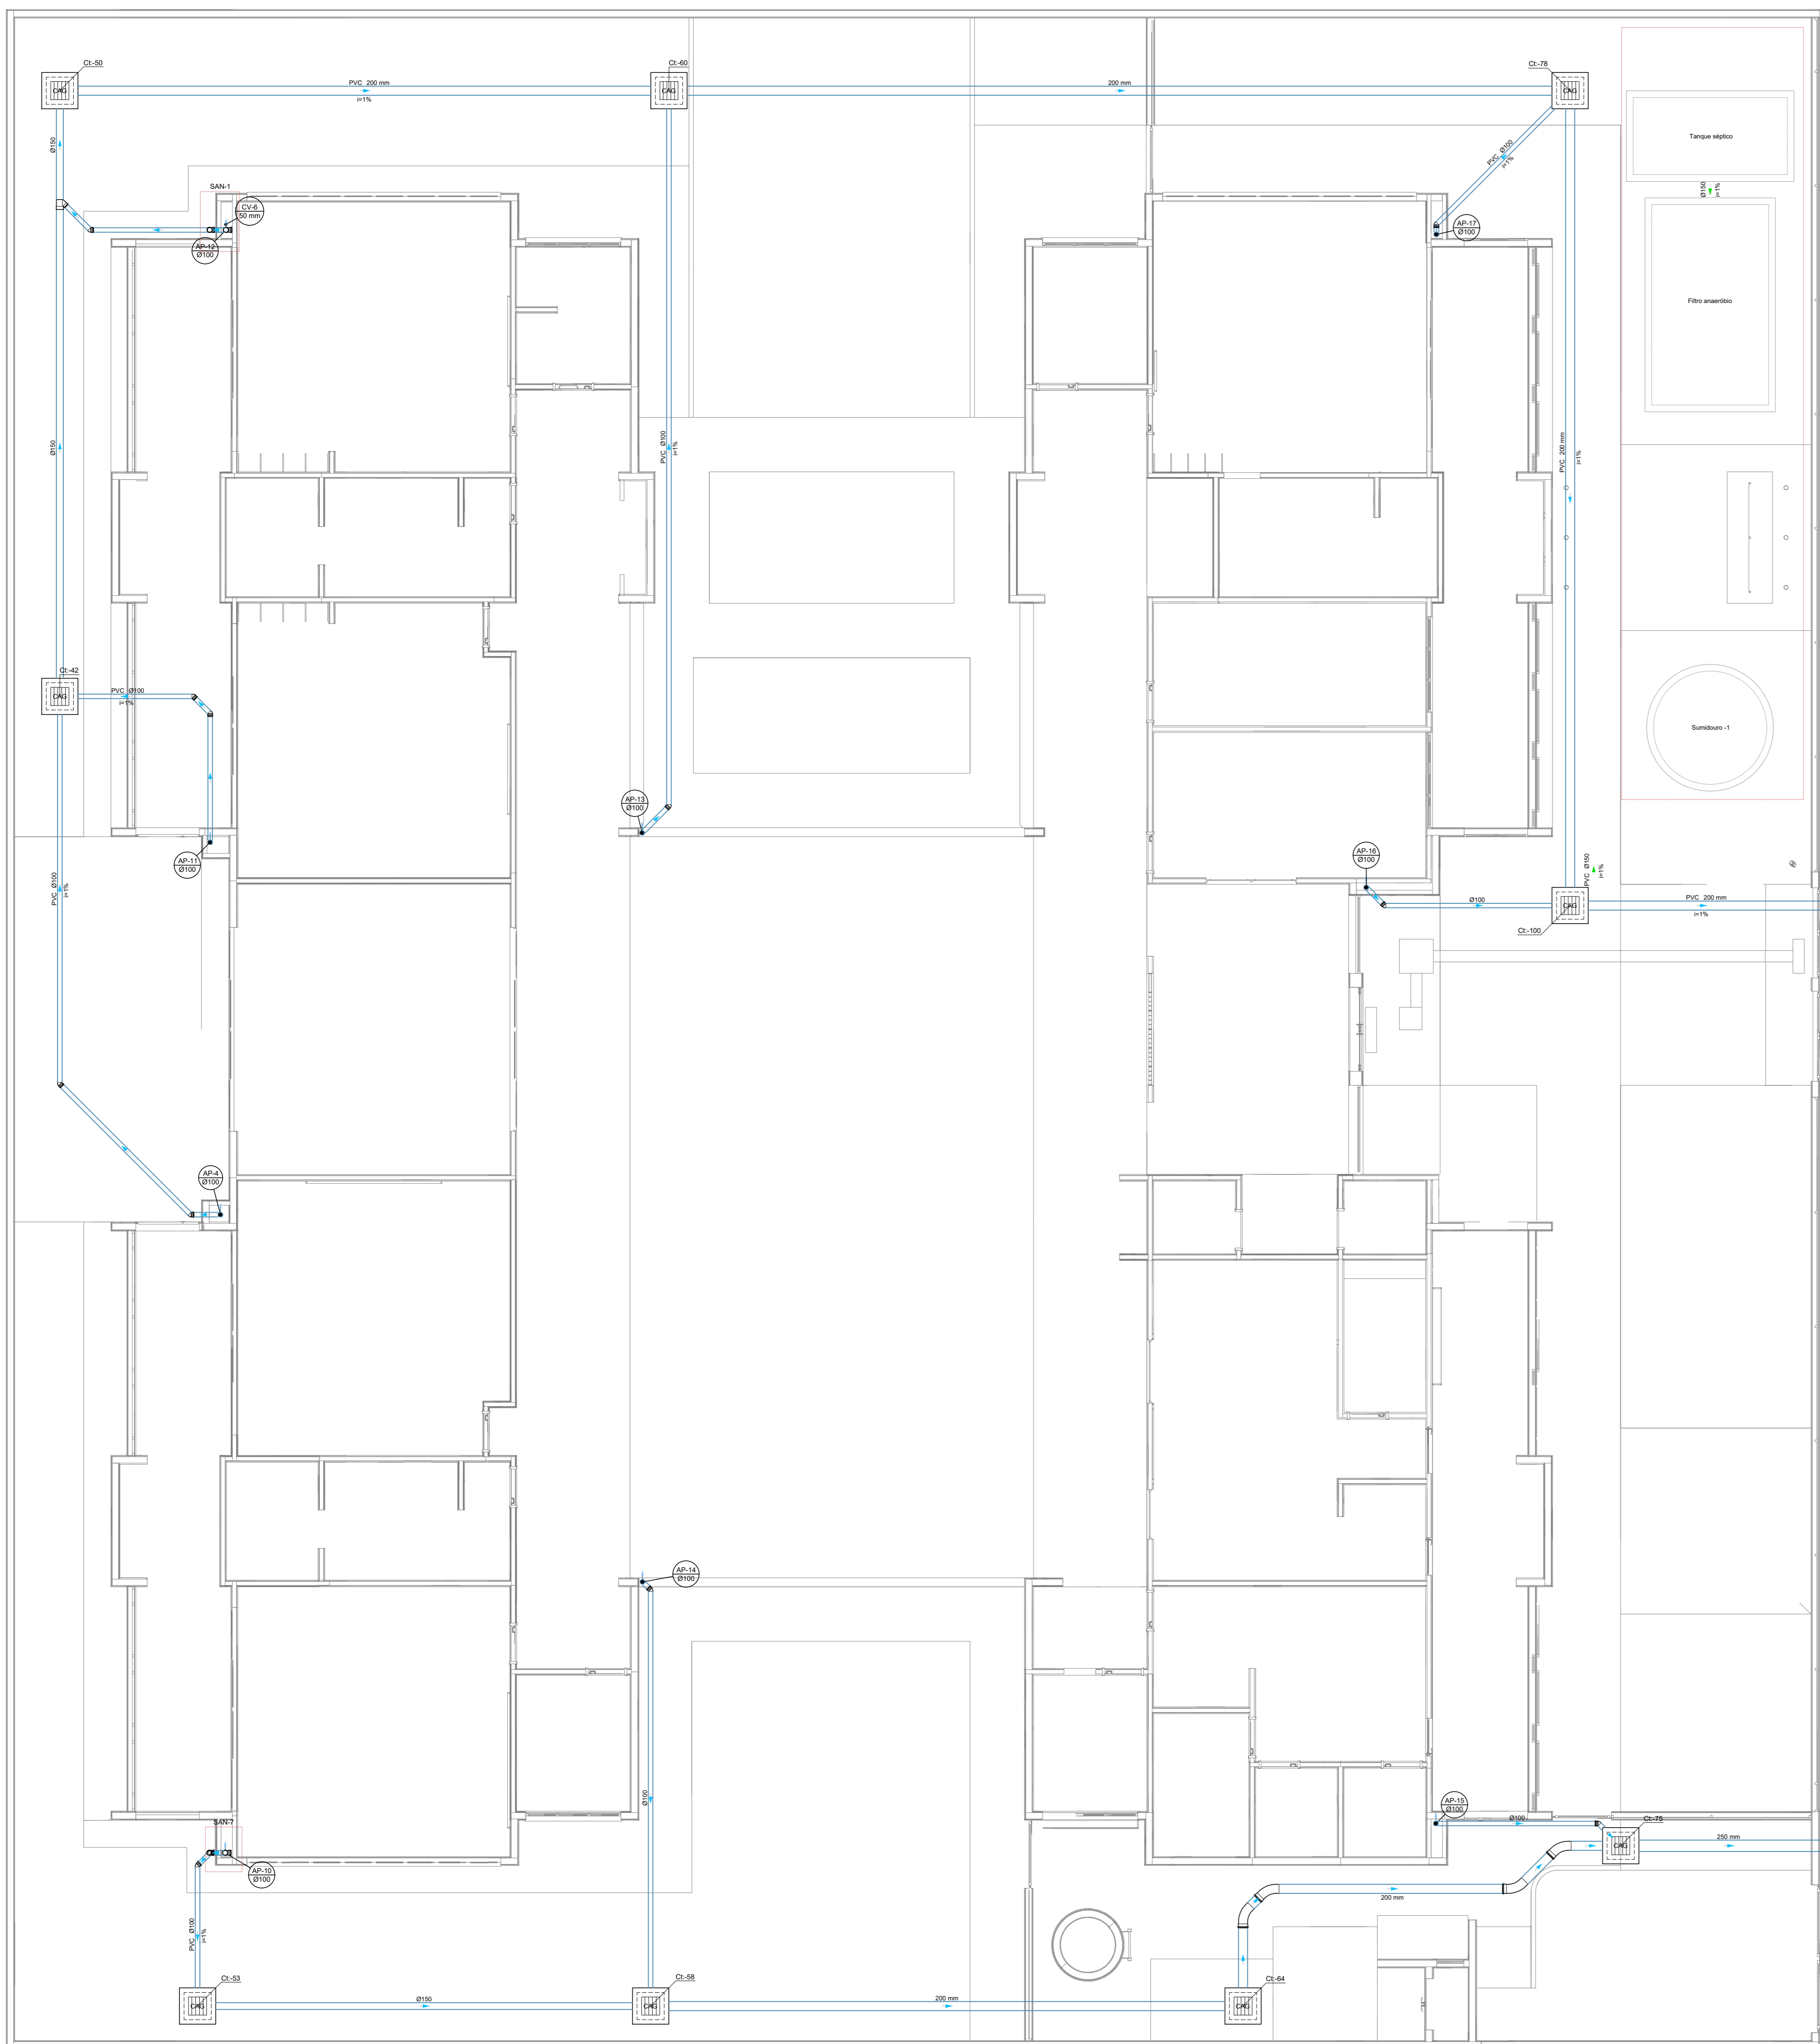 Ct:-50
Ct:-60
Ct:-78
CAG
PVC 200 mm
i=1%
CAG
200 mm
CAG
Tanque séptico
Ø150
PVC Ø100
i=1%
Ø150
i=1%
SAN-1
CV-6
50 mm
AP-12
Ø100
AP-17
Ø100
Filtro anaeróbio
Ø150
PVC Ø100
i=1%
PVC 200 mm
i=1%
Ct:-42
CAG
PVC Ø100
i=1%
Sumidouro -1
AP-13
Ø100
AP-11
Ø100
AP-16
Ø100
PVC Ø150
i=1%
PVC Ø100
i=1%
Ø100
CAG
PVC 200 mm
i=1%
Ct:-100
AP-4
Ø100
AP-14
Ø100
Ø100
AP-15
Ø100
Ø100
Ct:-75
CAG
250 mm
SAN-7
AP-10
Ø100
200 mm
PVC Ø100
i=1%
Ct:-53
Ct:-58
Ct:-64
CAG
Ø150
CAG
200 mm
CAG